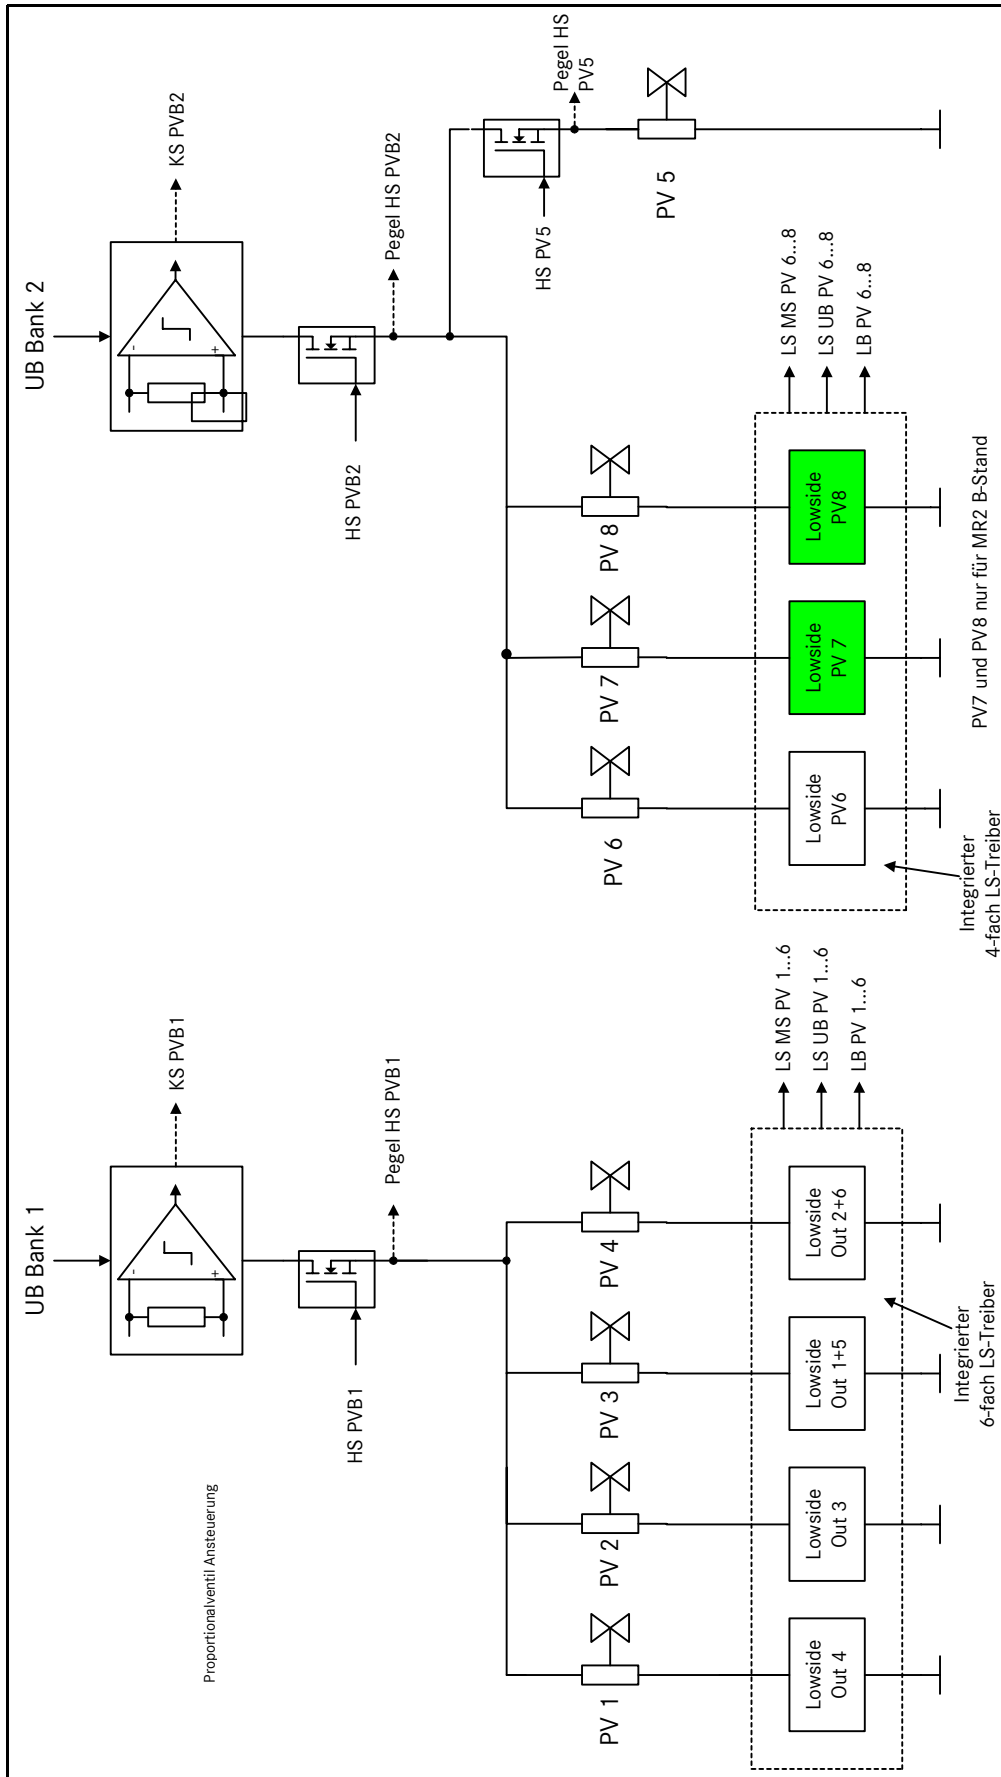 Proportionalventil Ansteuerung
UB Bank 1
-
+
KS PVB1
HS PVB1
Pegel HS PVB1
PV 1
PV 2
PV 3
PV 4
Lowside
Out 4
Lowside
Out 3
Lowside
Out 1+5
Lowside
Out 2+6
LS MS PV 1...6
LS UB PV 1...6
LB PV 1...6
Integrierter
6-fach LS-Treiber
UB Bank 2
-
+
KS PVB2
HS PVB2
Pegel HS PVB2
HS PV5
Pegel HS
PV5
PV 6
PV 7
PV 8
PV 5
Lowside
PV6
Lowside
PV 7
Lowside
PV8
LS MS PV 6...8
LS UB PV 6...8
LB PV 6...8
Integrierter
4-fach LS-Treiber
PV7 und PV8 nur für MR2 B-Stand